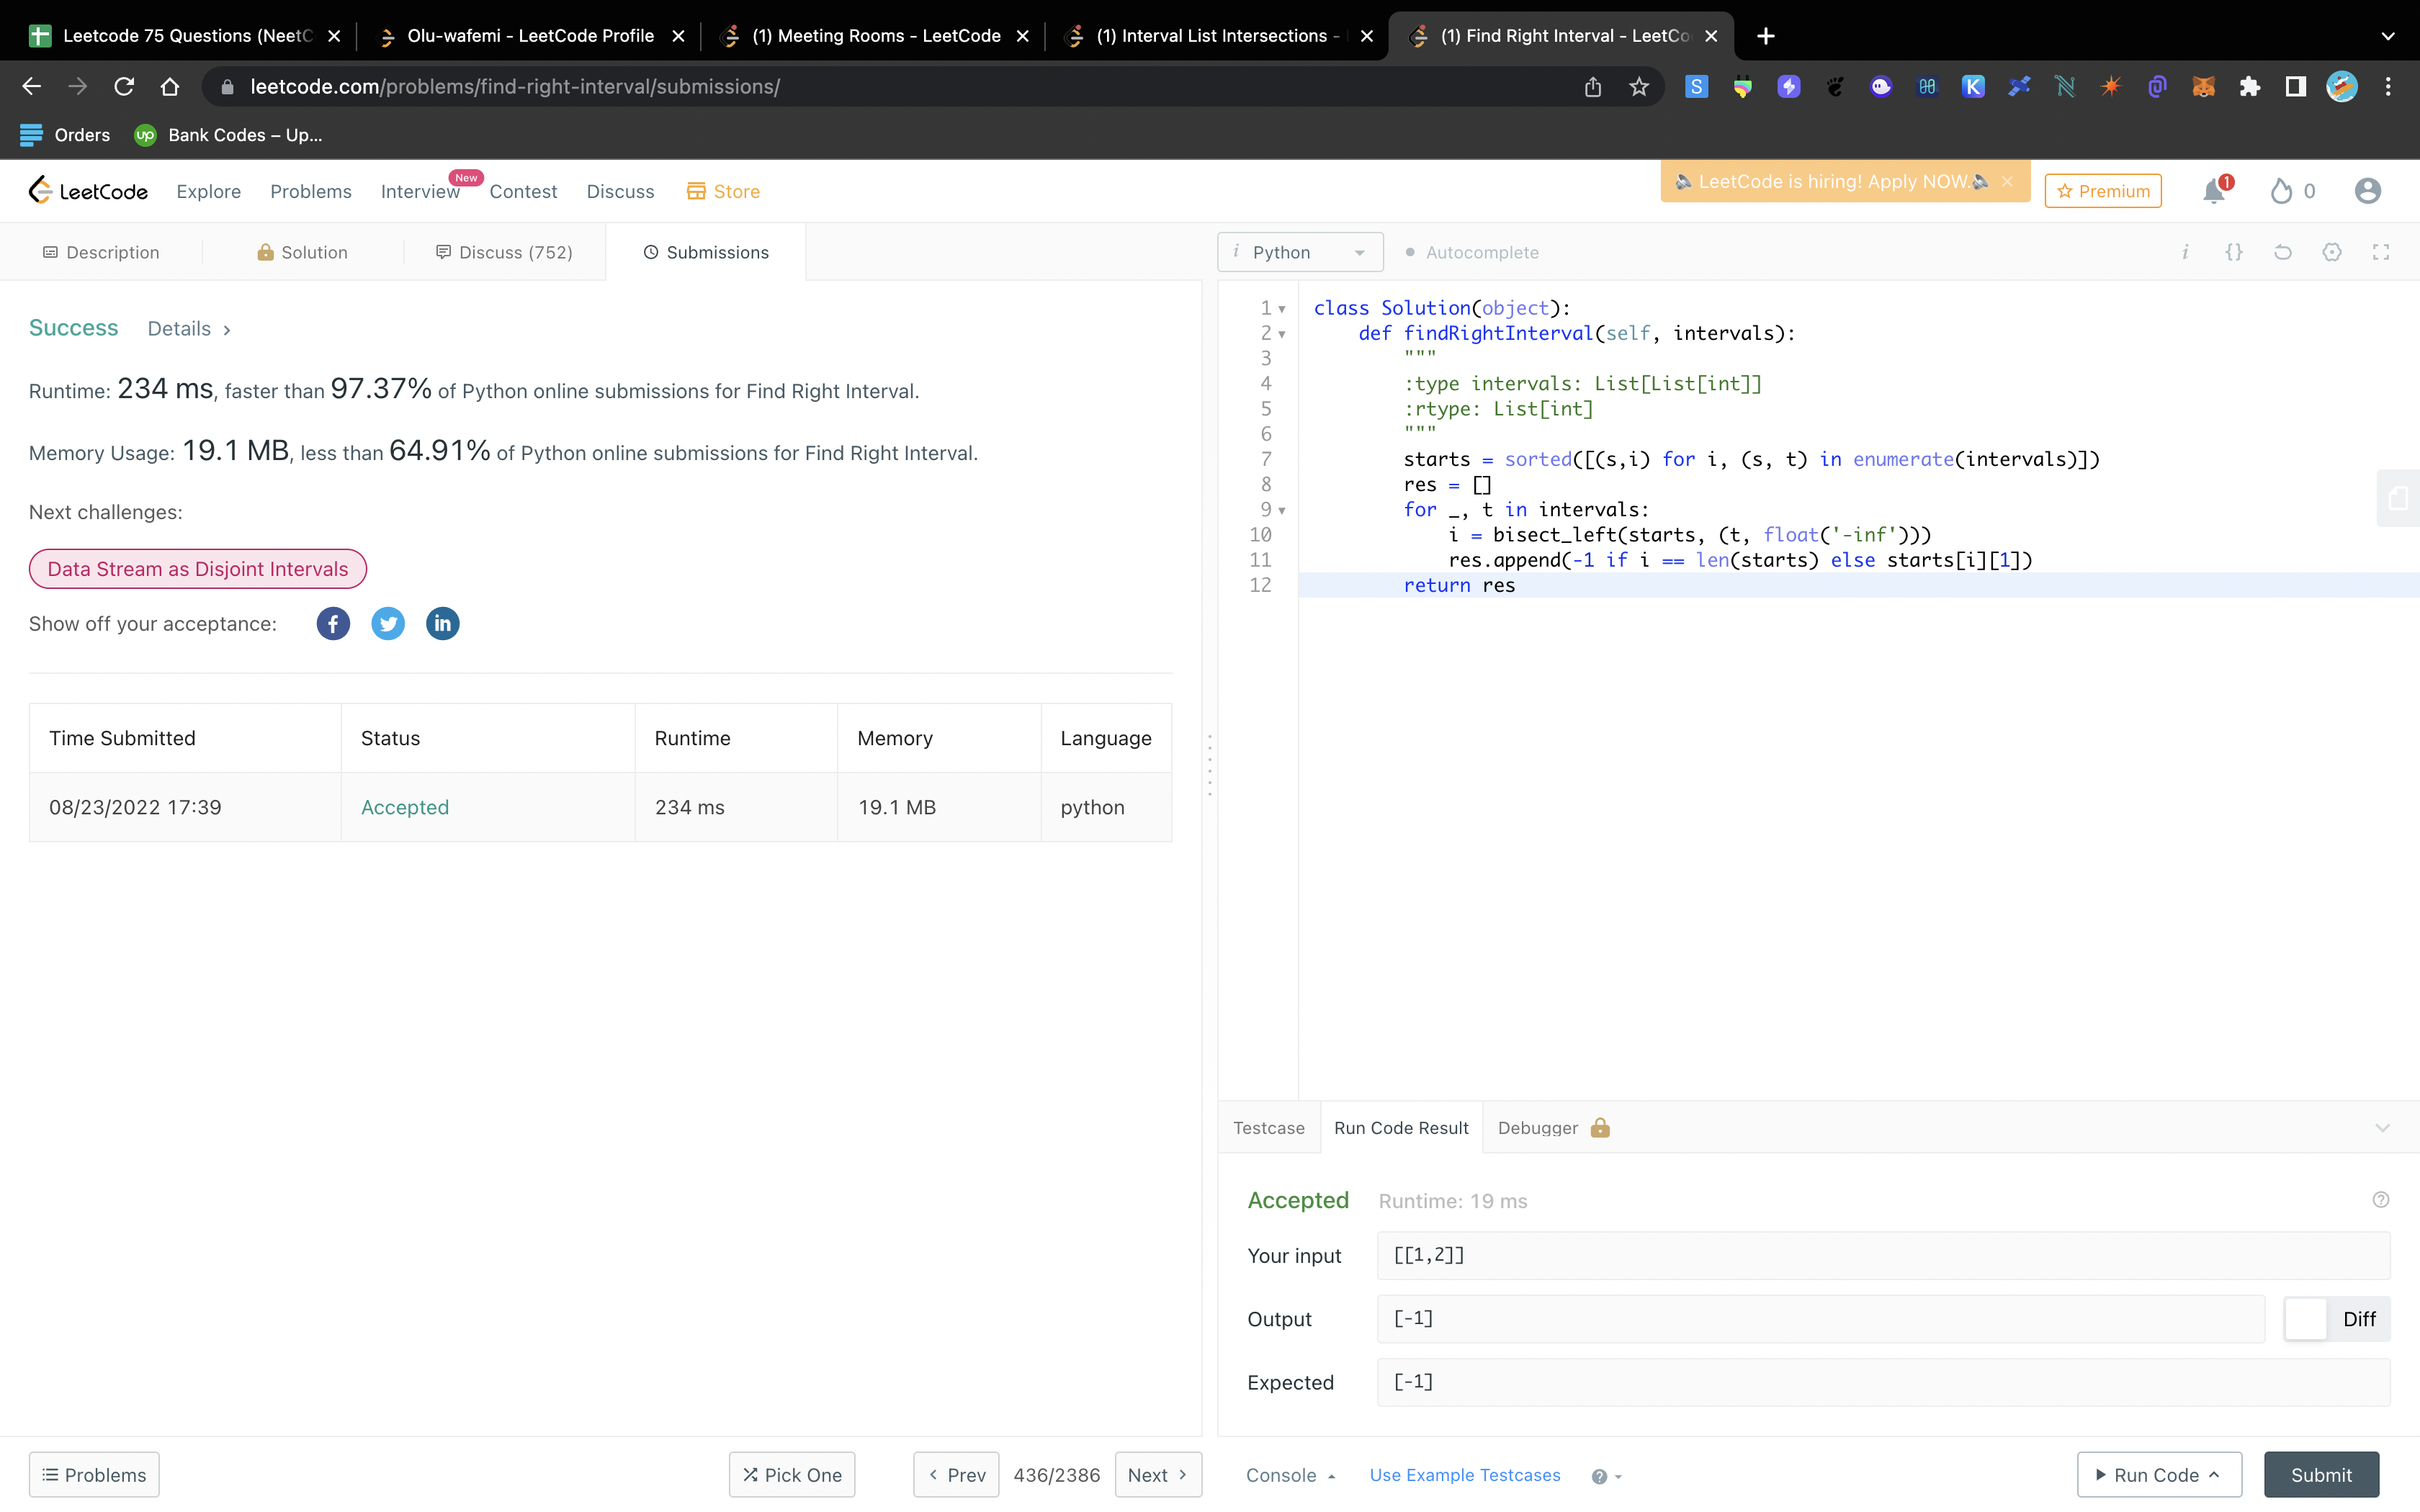 Leetcode 75 Questions (NeetC
Olu-wafemi - LeetCode Profile
(1) Meeting Rooms - LeetCode
(1) Interval List Intersections -
(1) Find Right Interval - LeetCo
leetcode.com/problems/find-right-interval/submissions/
Orders
up
Bank Codes – Up...
LeetCode
Explore
Problems
Interview
New
Contest
Discuss
Store
LeetCode is hiring! Apply NOW.
Premium
1
0
Description
Solution
Discuss (752)
Submissions
i Python
Autocomplete
i
{}
Success
Details >
Runtime: 234 ms, faster than 97.37% of Python online submissions for Find Right Interval.
Memory Usage: 19.1 MB, less than 64.91% of Python online submissions for Find Right Interval.
Next challenges:
Data Stream as Disjoint Intervals
Show off your acceptance:
f
in
Time Submitted Status Runtime Memory Language
08/23/2022 17:39 Accepted 234 ms 19.1 MB python
1 class Solution(object):
2 def findRightInterval(self, intervals):
3 """
4 :type intervals: List[List[int]]
5 :rtype: List[int]
6 """
7 starts = sorted([(s,i) for i, (s, t) in enumerate(intervals)])
8 res = []
9 for _, t in intervals:
10 i = bisect_left(starts, (t, float('-inf')))
11 res.append(-1 if i == len(starts) else starts[i][1])
12 return res
Testcase
Run Code Result
Debugger
Accepted Runtime: 19 ms
Your input [[1,2]]
Output [-1]
Diff
Expected [-1]
Problems
Pick One
< Prev
436/2386
Next >
Console
Use Example Testcases
Run Code
Submit